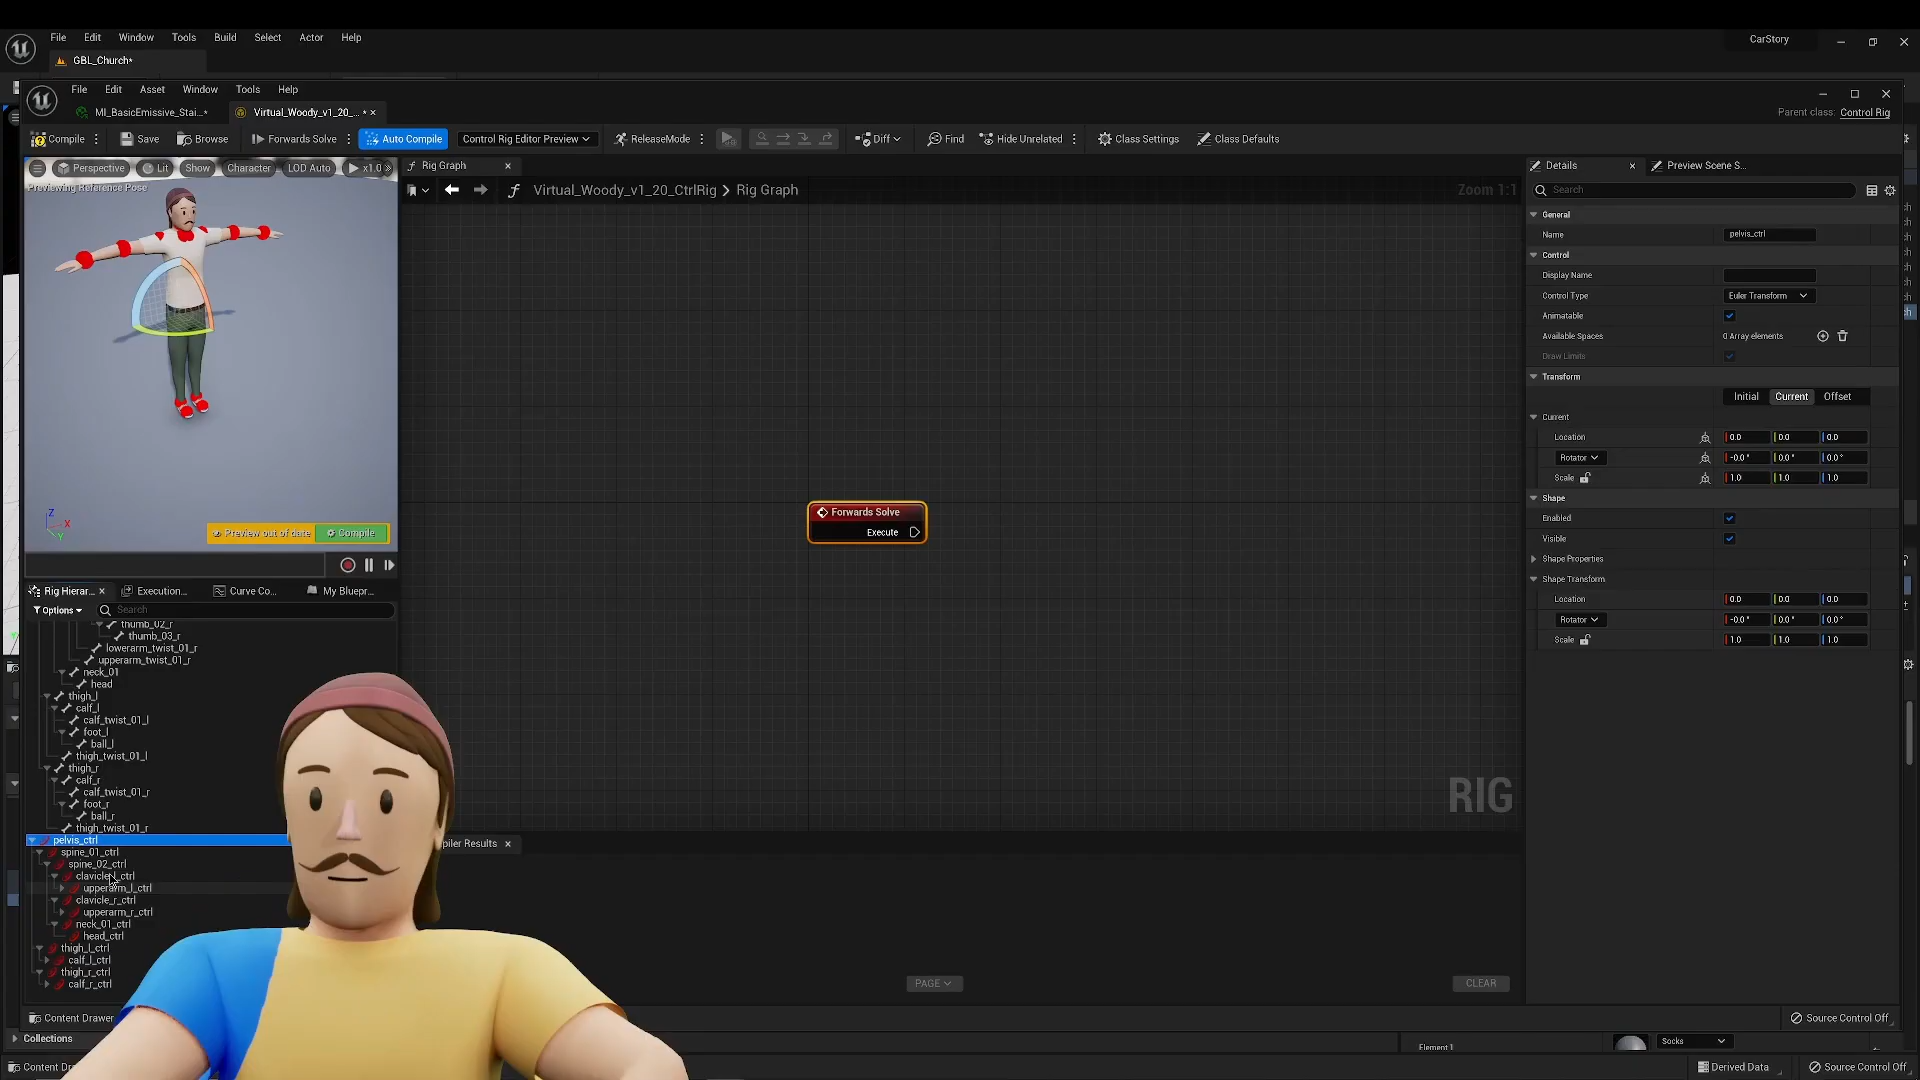 File Edit Window Tools Build Select Actor Help
CarStory
GBL_Church*
File Edit Asset Window Tools Help
ML_BasicEmissive_Stai...*
Virtual_Woody_v1_20_... *
Parent class: Control Rig
Compile Save Browse Forwards Solve Auto Compile Control Rig Editor Preview ReleaseMode Diff Find Hide Unrelated Class Settings Class Defaults
Perspective Lit Show Character LOD Auto x1.0
Previewing Reference Pose
Rig Graph
Virtual_Woody_v1_20_CtrlRig > Rig Graph
Zoom 1:1
Forwards Solve
Execute
RIG
Z
X
Y
Preview out of date Compile
Rig Hierar... Execution... Curve Co... My Bluepr...
Options Search
thumb_02_r
thumb_03_r
lowerarm_twist_01_r
upperarm_twist_01_r
neck_01
head
thigh_l
calf_l
calf_twist_01_l
foot_l
ball_l
thigh_twist_01_l
thigh_r
calf_r
calf_twist_01_r
foot_r
ball_r
thigh_twist_01_r
pelvis_ctrl
spine_01_ctrl
spine_02_ctrl
clavicle_l_ctrl
upperarm_l_ctrl
clavicle_r_ctrl
upperarm_r_ctrl
neck_01_ctrl
head_ctrl
thigh_l_ctrl
calf_l_ctrl
thigh_r_ctrl
calf_r_ctrl
piler Results
PAGE
CLEAR
Details Preview Scene S...
Search
General
Name pelvis_ctrl
Control
Display Name
Control Type Euler Transform
Animatable
Available Spaces 0 Array elements
Draw Limits
Transform
Initial Current Offset
Current
Location 0.0 0.0 0.0
Rotator -0.0° 0.0° 0.0°
Scale 1.0 1.0 1.0
Shape
Enabled
Visible
Shape Properties
Shape Transform
Location 0.0 0.0 0.0
Rotator -0.0° 0.0° 0.0°
Scale 1.0 1.0 1.0
Content Drawer
Source Control Off
Collections
Element 1
Socks
Content Dr
Derived Data
Source Control Off